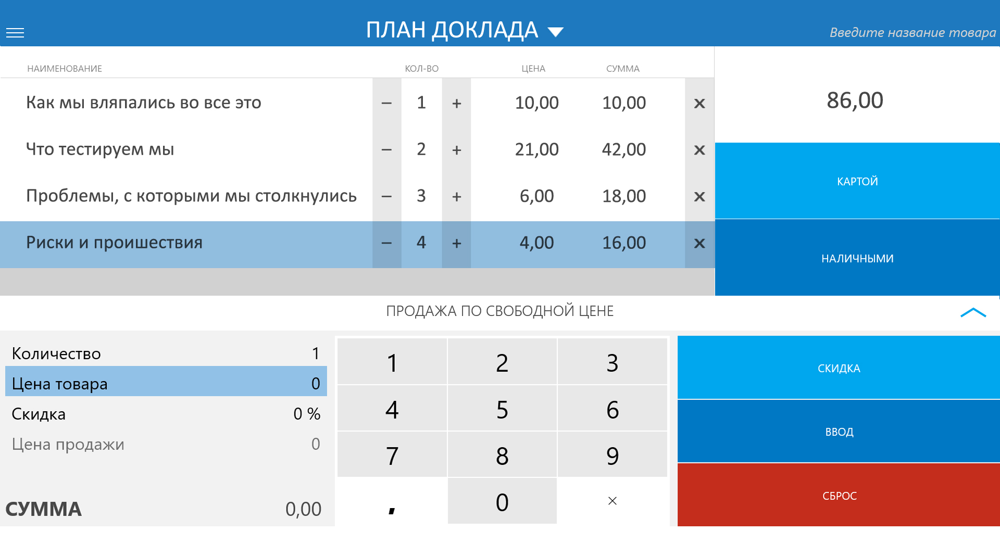 ПЛАН ДОКЛАДА
Введите название товара
НАИМЕНОВАНИЕ КОЛ-ВО ЦЕНА СУММА
Как мы вляпались во все это – 1 + 10,00 10,00 x
Что тестируем мы – 2 + 21,00 42,00 x
Проблемы, с которыми мы столкнулись – 3 + 6,00 18,00 x
Риски и проишествия – 4 + 4,00 16,00 x
86,00
КАРТОЙ
НАЛИЧНЫМИ
ПРОДАЖА ПО СВОБОДНОЙ ЦЕНЕ
Количество 1
Цена товара 0
Скидка 0 %
Цена продажи 0
СУММА 0,00
1 2 3
4 5 6
7 8 9
, 0 ×
СКИДКА
ВВОД
СБРОС